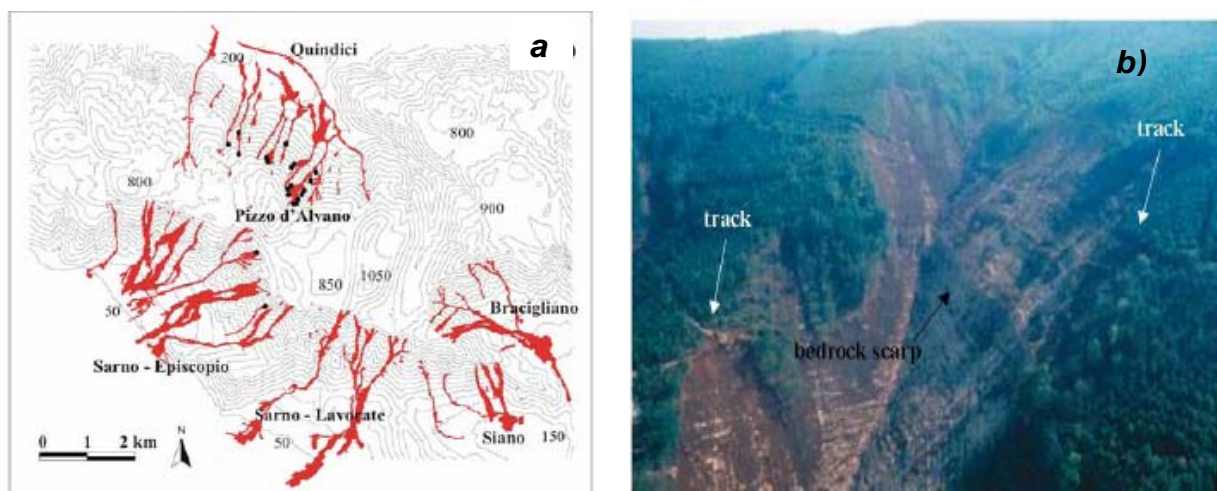 a
)
Quindici
200
800
800
Pizzo d'Alvano
900
850
1050
50
Bracigliano
Sarno - Episcopio
Sarno - Lavorate
50
Siano
150
0 1 2 km
N
b)
track
track
bedrock scarp